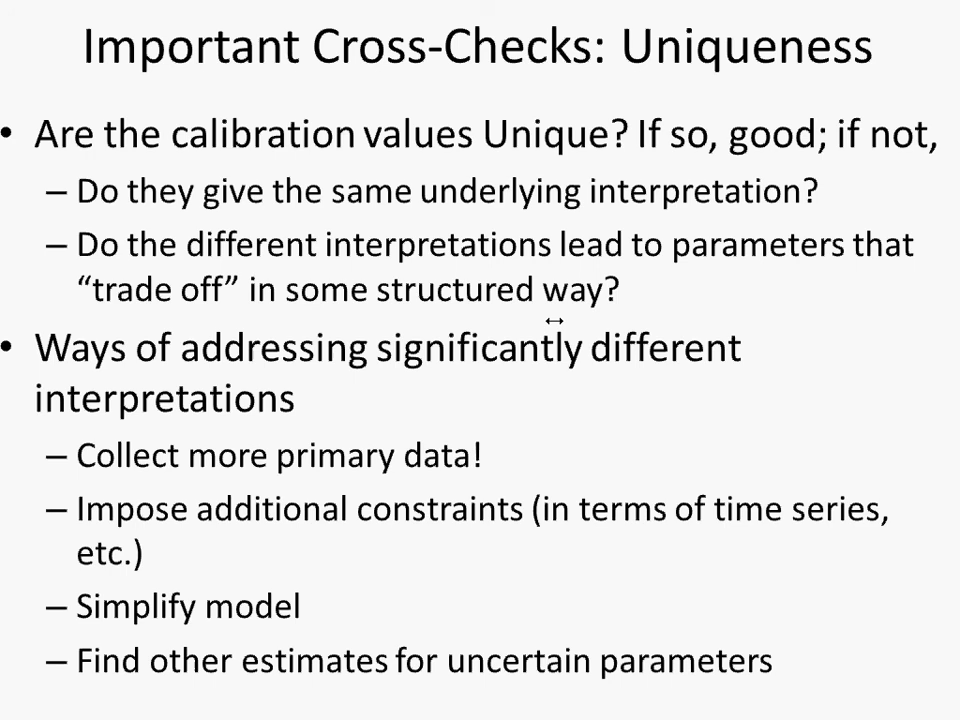 Important Cross-Checks: Uniqueness
• Are the calibration values Unique? If so, good; if not,
– Do they give the same underlying interpretation?
– Do the different interpretations lead to parameters that
“trade off” in some structured way?
• Ways of addressing significantly different
interpretations
– Collect more primary data!
– Impose additional constraints (in terms of time series,
etc.)
– Simplify model
– Find other estimates for uncertain parameters